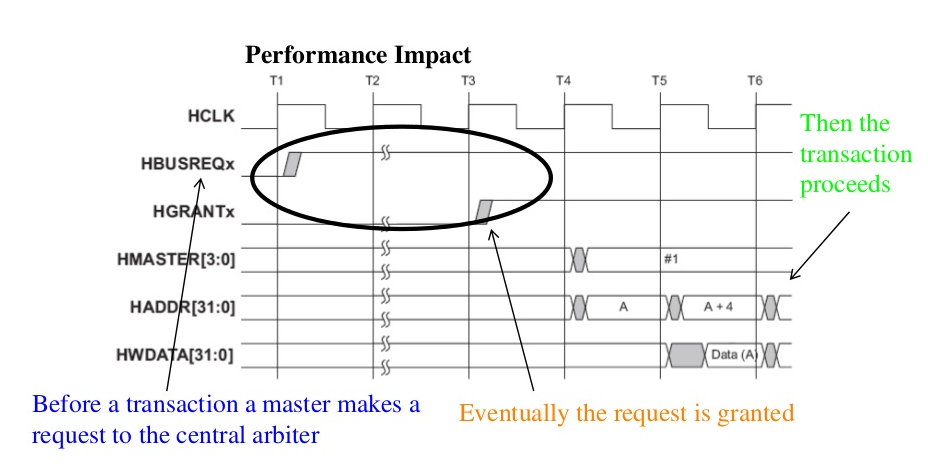 Performance Impact
T1 T2 T3 T4 T5 T6
HCLK
Then the
transaction
proceeds
HBUSREQx
HGRANTx
HMASTER[3:0] #1
HADDR[31:0] A A + 4
HWDATA[31:0] Data (A)
Before a transaction a master makes a
request to the central arbiter
Eventually the request is granted